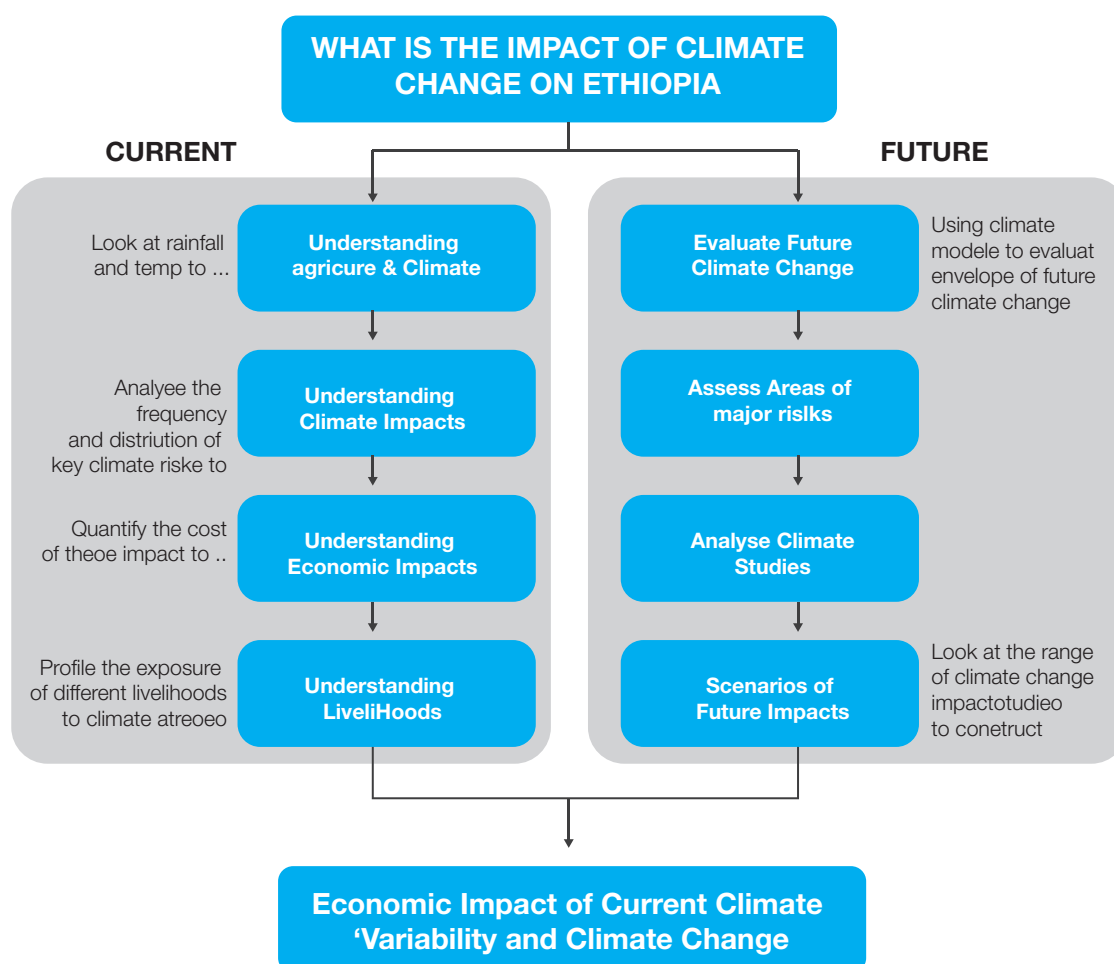 WHAT IS THE IMPACT OF CLIMATE
CHANGE ON ETHIOPIA
CURRENT
Look at rainfall
and temp to ...
Understanding
agricure & Climate
Analyee the
frequency
and distriution of
key climate riske to
Understanding
Climate Impacts
Quantify the cost
of theoe impact to ..
Understanding
Economic Impacts
Profile the exposure
of different livelihoods
to climate atreoeo
Understanding
LiveliHoods
FUTURE
Evaluate Future
Climate Change
Using climate
modele to evaluat
envelope of future
climate change
Assess Areas of
major rislks
Analyse Climate
Studies
Scenarios of
Future Impacts
Look at the range
of climate change
impactotudieo
to conetruct
Economic Impact of Current Climate
‘Variability and Climate Change